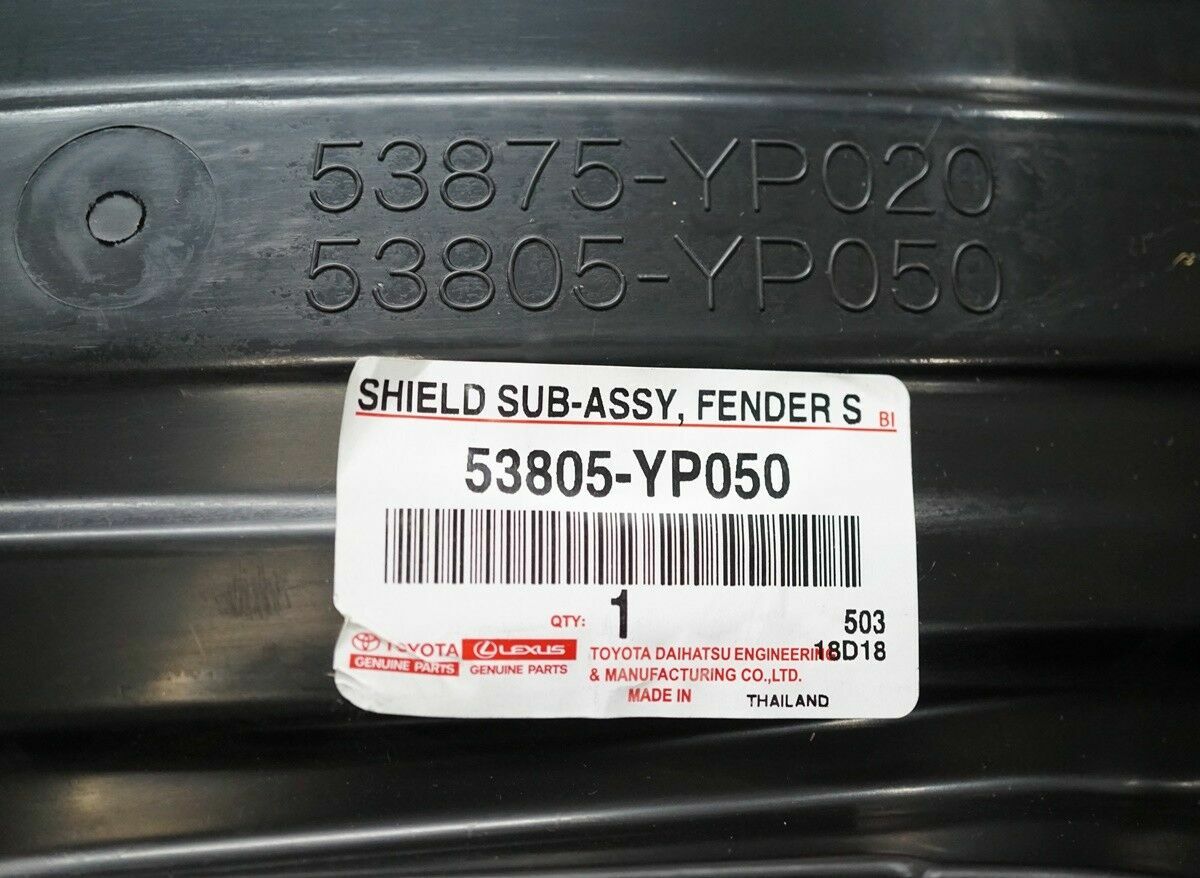 53875-YP020
53805-YP050
SHIELD SUB-ASSY, FENDER S BI
53805-YP050
QTY: 1 503
18D18
TOYOTA
GENUINE PARTS
LEXUS
GENUINE PARTS
TOYOTA DAIHATSU ENGINEERING
& MANUFACTURING CO.,LTD.
MADE IN THAILAND